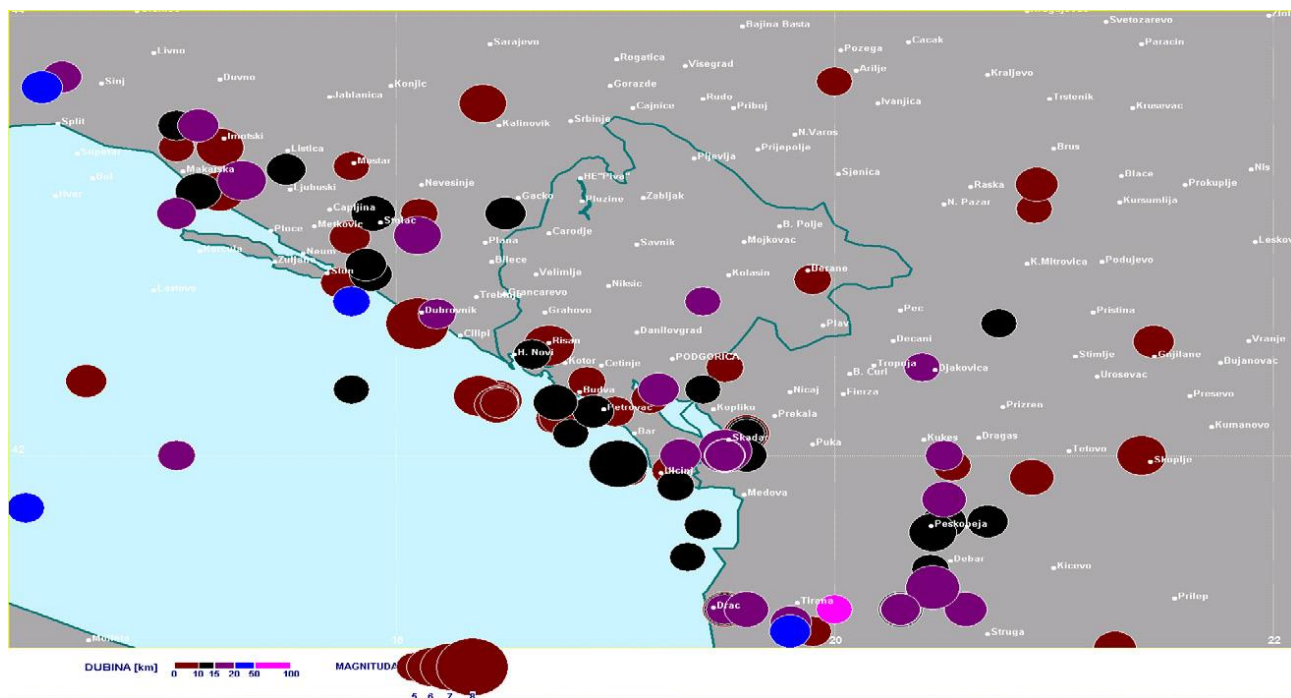 Bajina Basta
Svetozarevo
Livno
Sarajevo
Cacak
Paracin
Pozega
Rogatica
Visegrad
Sinj
Duvno
Konjic
Gorazde
Arilje
Kraljevo
Jablanica
Rudo
Cajnice
Priboj
Ivanjica
Trstenik
Krusevac
Split
Kalinovik
Srbinje
N.Varos
Imotski
Listica
Prijepolje
Brus
Pljevlja
Mostar
Nis
Makarska
Sjenica
Blace
Dol
HE"Piva"
Ljubuski
Nevesinje
Raska
Prokuplje
Hvar
Gacko
Pluzine
Zabljak
N. Pazar
Kursumlija
Capljina
Metkovic
Stolac
B. Polje
Ploce
Carodje
Plana
Savnik
Mojkovac
Neum
Bileca
K.Mitrovica
Podujevo
Zuljana
Ston
Velimlje
Kolasin
Berane
Lastovo
Niksic
Trebinje
Grancarevo
Dubrovnik
Grahovo
Pec
Pristina
Cilipi
Danilovgrad
Plav
Risan
Decani
Vranje
H. Novi
Kotor
Cetinje
PODGORICA
Tropoja
Djakovica
Stimlje
Gnjilane
Bujanovac
B. Curi
Urosevac
Budva
Nicaj
Fierza
Presevo
Petrovac
Kopliku
Prekala
Prizren
Bar
Kumanovo
Skadar
Puka
Kukes
Dragas
42
Tetovo
Skoplje
Ulcinj
Medova
Peskopeja
Debar
Kicevo
Drac
Tirana
Prilep
18
20
Struga
22
DUBINA [km]
0 10 15 20 50 100
MAGNITUDA
5 6 7 8